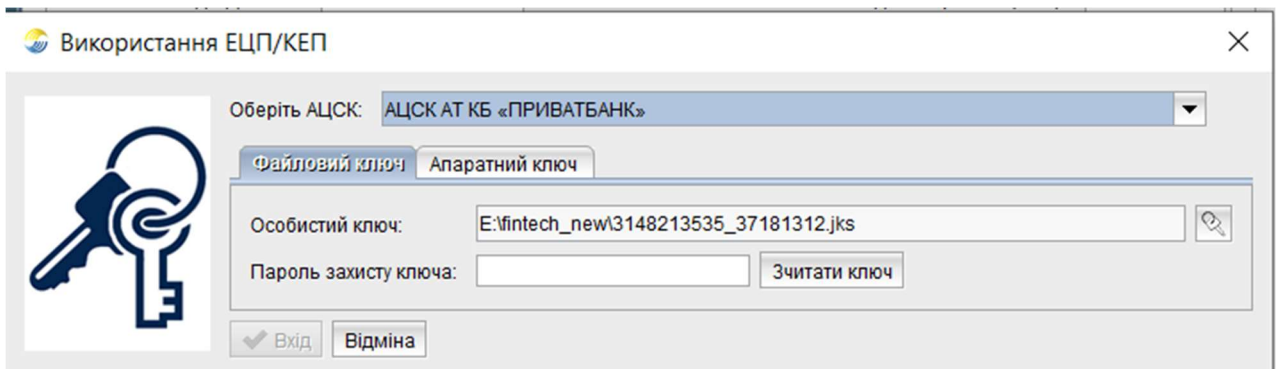 Використання ЕЦП/КЕП
Оберіть АЦСК: АЦСК АТ КБ «ПРИВАТБАНК»
Файловий ключ Апаратний ключ
Особистий ключ: E:\fintech_new\3148213535_37181312.jks
Пароль захисту ключа: Зчитати ключ
Вхід Відміна